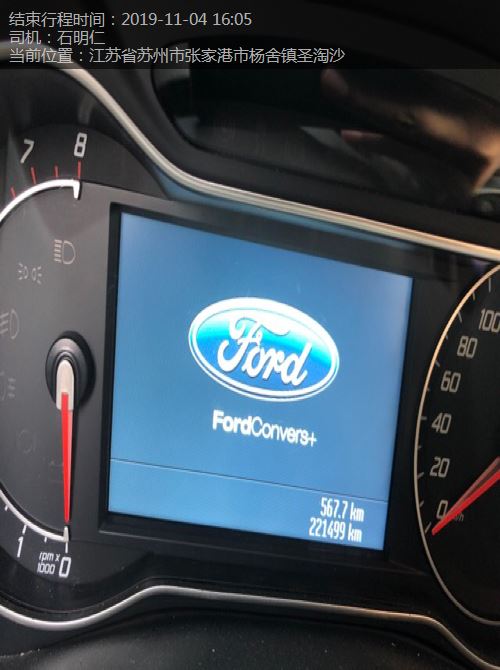 结束行程时间：2019-11-04 16:05
司机：石明仁
当前位置：江苏省苏州市张家港市杨舍镇圣淘沙
7 8
100
80
60
40
20
0
Ford
FordConvers+
567.7 km
221499 km
1
rpm x
1000
0